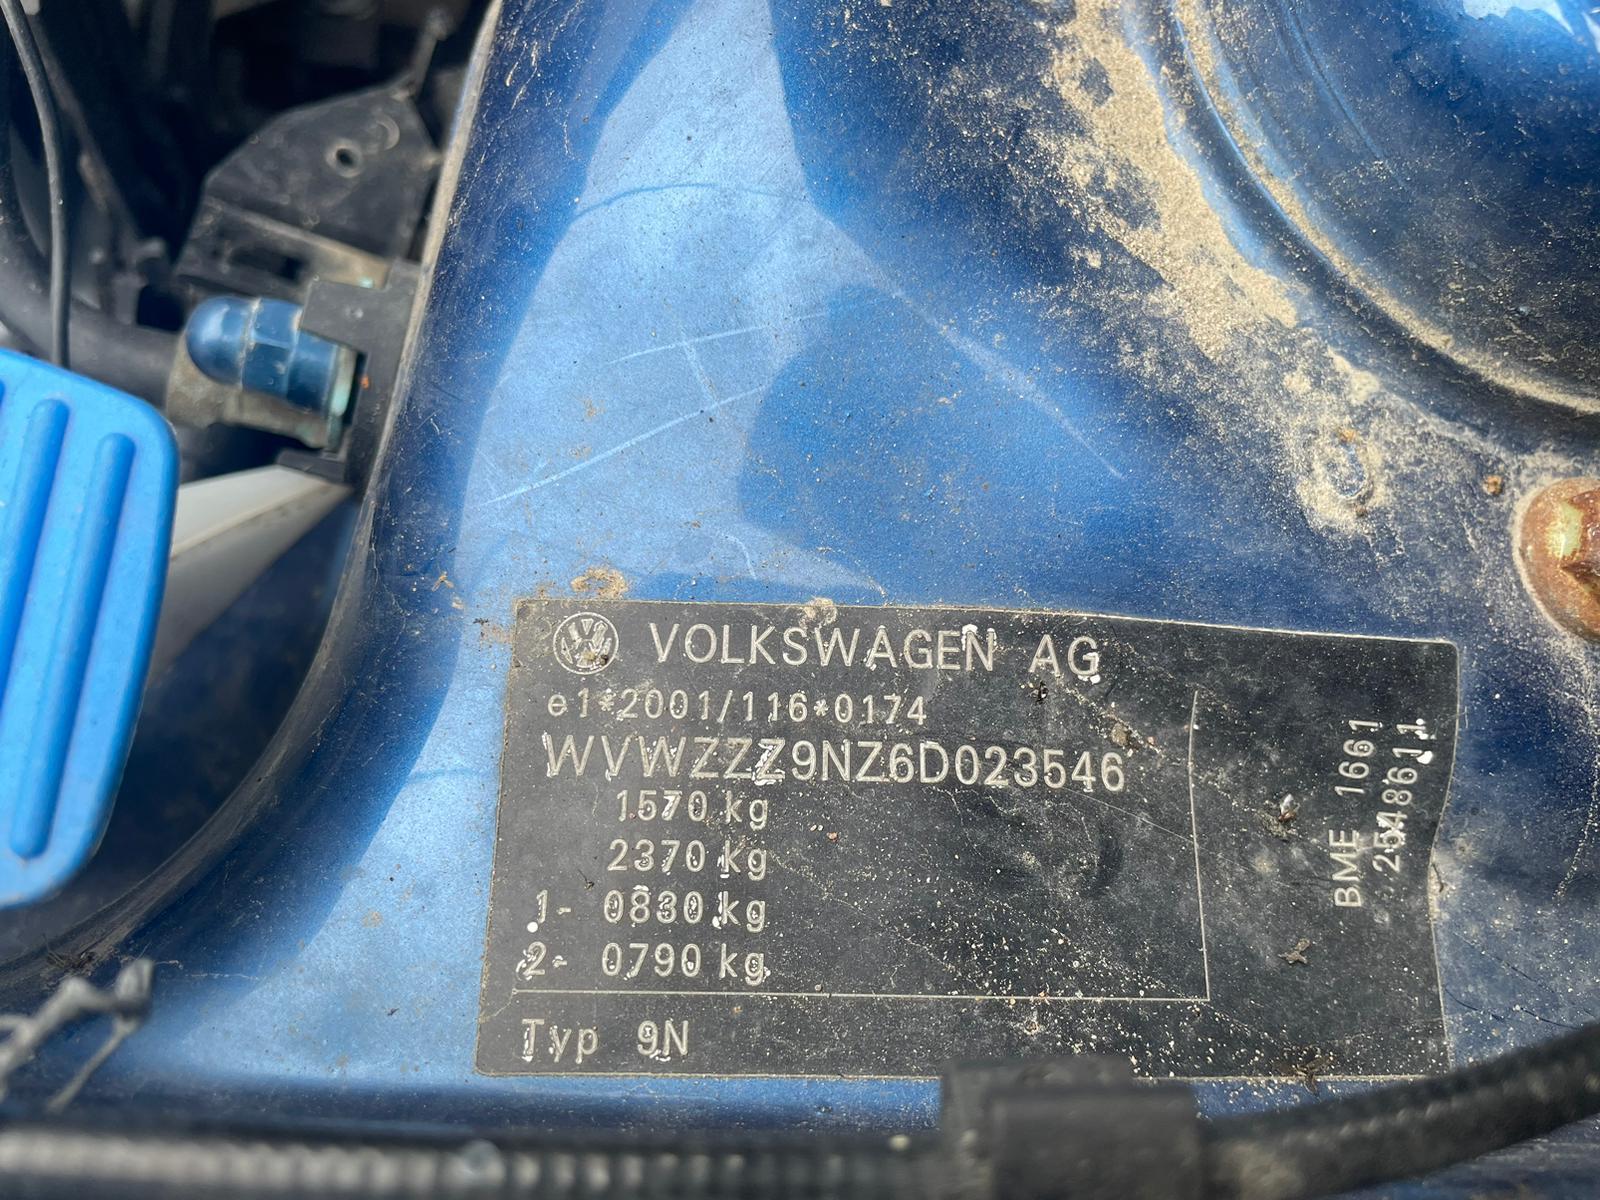 VOLKSWAGEN AG
e1*2001/116*0174
WVWZZZ9NZ6D023546
1570 kg
2370 kg
1- 0830 kg
2- 0790 kg
Typ 9N
BME 1661
2548611